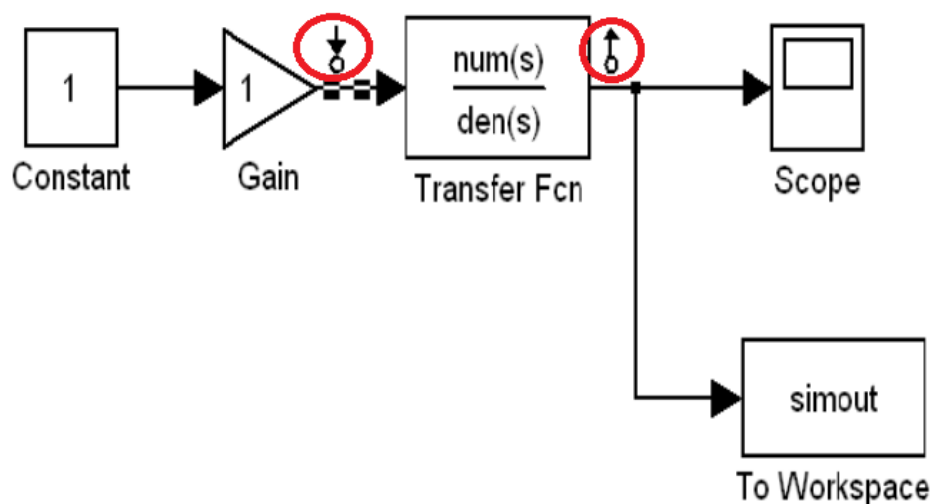 1
Constant
1
Gain
num(s)
den(s)
Transfer Fcn
Scope
simout
To Workspace